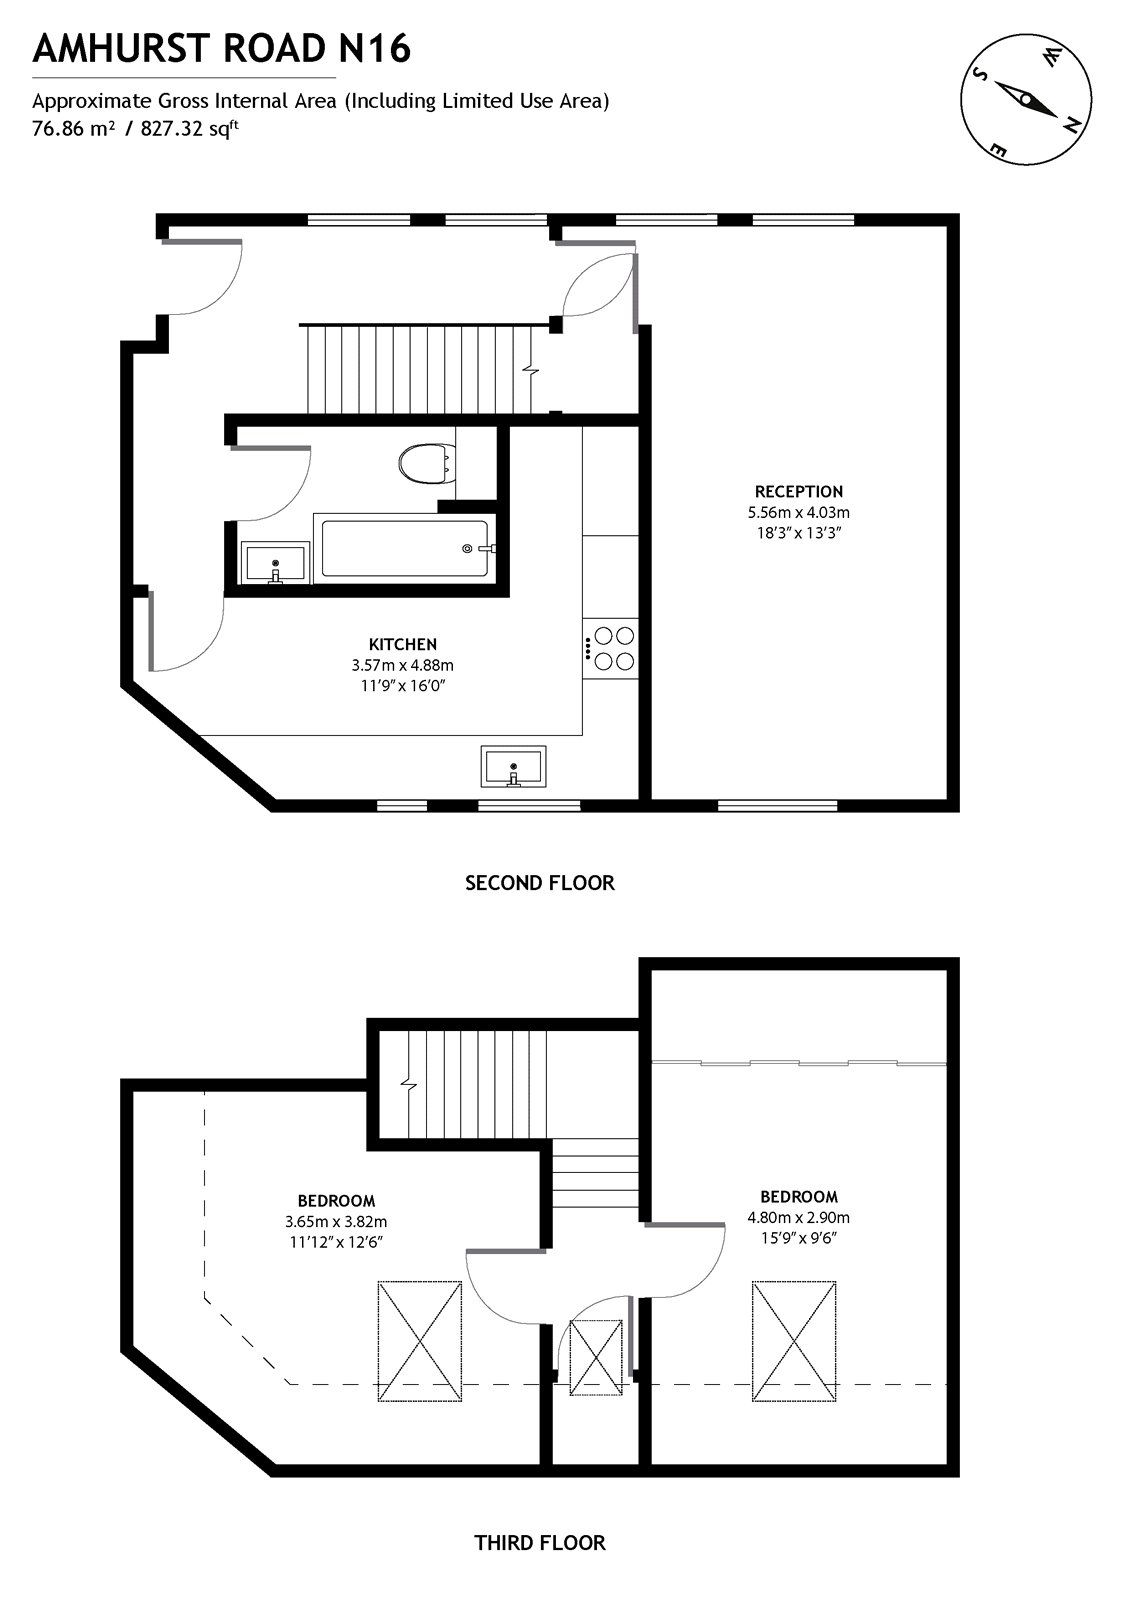 AMHURST ROAD N16
Approximate Gross Internal Area (Including Limited Use Area)
76.86 m² / 827.32 sqft
W
S
N
E
RECEPTION
5.56m x 4.03m
18'3" x 13'3"
KITCHEN
3.57m x 4.88m
11'9" x 16'0"
SECOND FLOOR
BEDROOM
3.65m x 3.82m
11'12" x 12'6"
BEDROOM
4.80m x 2.90m
15'9" x 9'6"
THIRD FLOOR